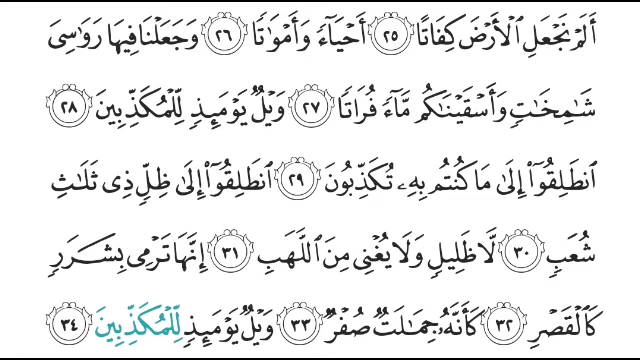 أَلَمْ نَجْعَلِ ٱلْأَرْضَ كِفَاتًا ٢٥ أَحْيَآءً وَأَمْوَٰتًا ٢٦ وَجَعَلْنَا فِيهَا رَوَٰسِىَ
شَـٰمِخَـٰتٍ وَأَسْقَيْنَـٰكُم مَّآءً فُرَاتًا ٢٧ وَيْلٌ يَوْمَئِذٍ لِّلْمُكَذِّبِينَ ٢٨
ٱنطَلِقُوٓا۟ إِلَىٰ مَا كُنتُم بِهِۦ تُكَذِّبُونَ ٢٩ ٱنطَلِقُوٓا۟ إِلَىٰ ظِلٍّ ذِى ثَلَـٰثِ
شُعَبٍ ٣٠ لَّا ظَلِيلٍ وَلَا يُغْنِى مِنَ ٱللَّهَبِ ٣١ إِنَّهَا تَرْمِى بِشَرَرٍ
كَٱلْقَصْرِ ٣٢ كَأَنَّهُۥ جِمَـٰلَتٌ صُفْرٌ ٣٣ وَيْلٌ يَوْمَئِذٍ لِّلْمُكَذِّبِينَ ٣٤